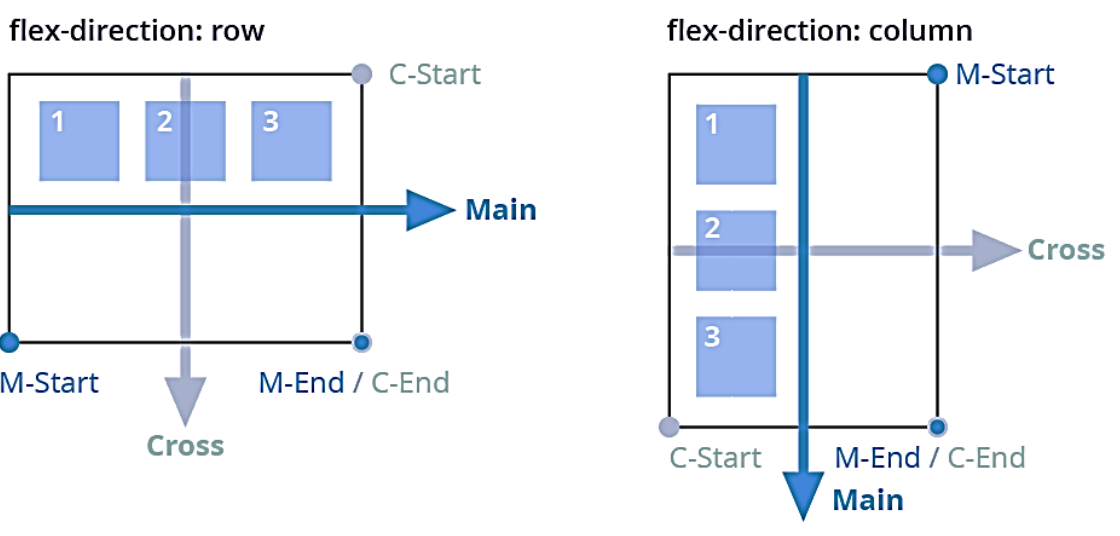 flex-direction: row
C-Start
1
2
3
Main
M-Start
M-End / C-End
Cross
flex-direction: column
M-Start
1
2
Cross
3
C-Start
M-End / C-End
Main